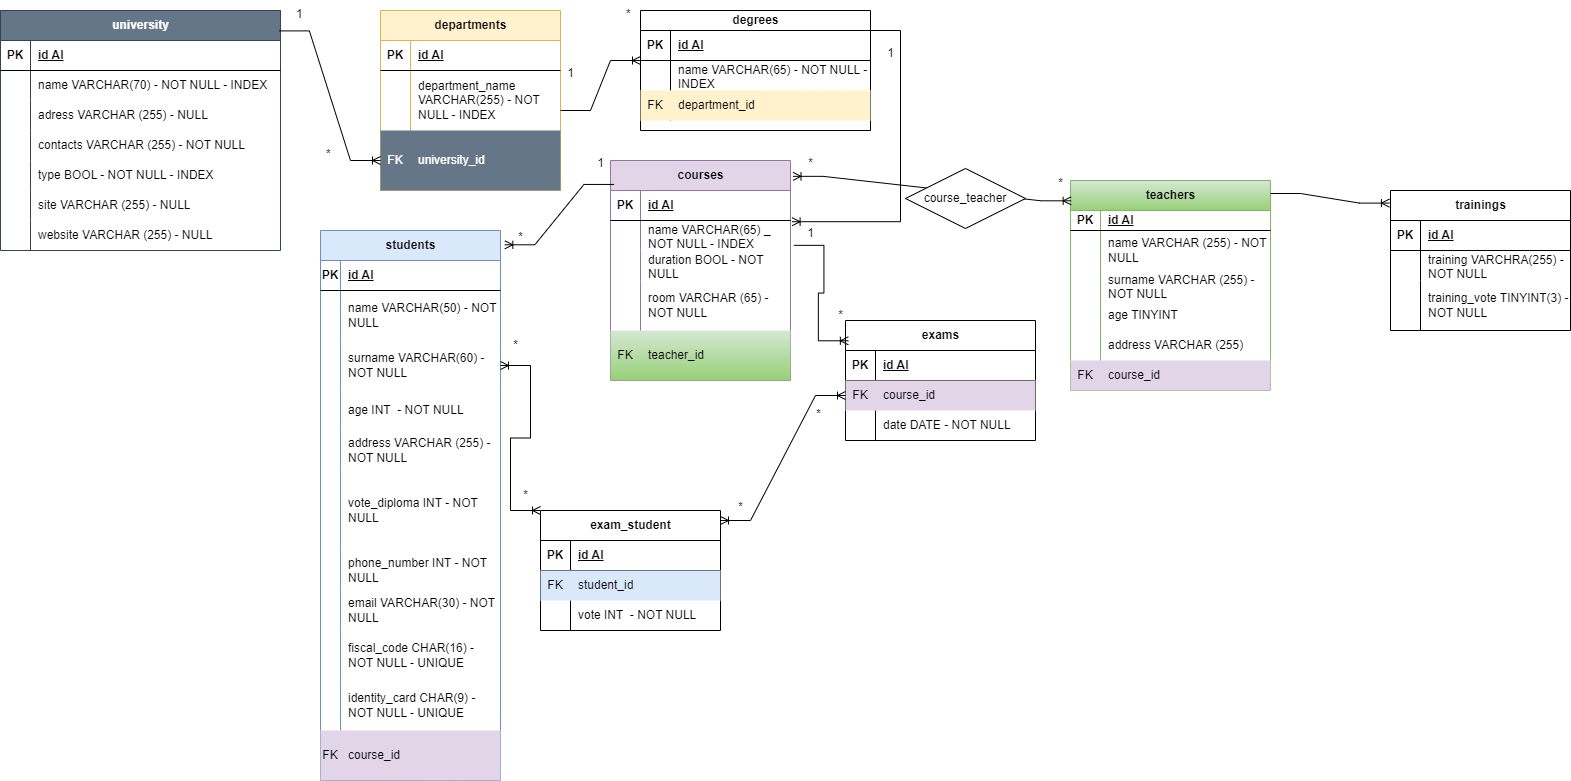 university
PK id AI
name VARCHAR(70) - NOT NULL - INDEX
adress VARCHAR (255) - NULL
contacts VARCHAR (255) - NOT NULL
type BOOL - NOT NULL - INDEX
site VARCHAR (255) - NULL
website VARCHAR (255) - NULL
1
*
departments
PK id AI
department_name
VARCHAR(255) - NOT
NULL - INDEX
FK university_id
1
*
degrees
PK id AI
name VARCHAR(65) - NOT NULL -
INDEX
FK department_id
1
courses
PK id AI
name VARCHAR(65) _
NOT NULL - INDEX
duration BOOL - NOT
NULL
room VARCHAR (65) -
NOT NULL
FK teacher_id
1
*
*
1
course_teacher
*
teachers
PK id AI
name VARCHAR (255) - NOT
NULL
surname VARCHAR (255) -
NOT NULL
age TINYINT
address VARCHAR (255)
FK course_id
trainings
PK id AI
training VARCHRA(255) -
NOT NULL
training_vote TINYINT(3) -
NOT NULL
students
PK id AI
name VARCHAR(50) - NOT
NULL
surname VARCHAR(60) -
NOT NULL
age INT - NOT NULL
address VARCHAR (255) -
NOT NULL
vote_diploma INT - NOT
NULL
phone_number INT - NOT
NULL
email VARCHAR(30) - NOT
NULL
fiscal_code CHAR(16) -
NOT NULL - UNIQUE
identity_card CHAR(9) -
NOT NULL - UNIQUE
FK course_id
*
*
exams
PK id AI
FK course_id
date DATE - NOT NULL
*
*
*
exam_student
PK id AI
FK student_id
vote INT - NOT NULL